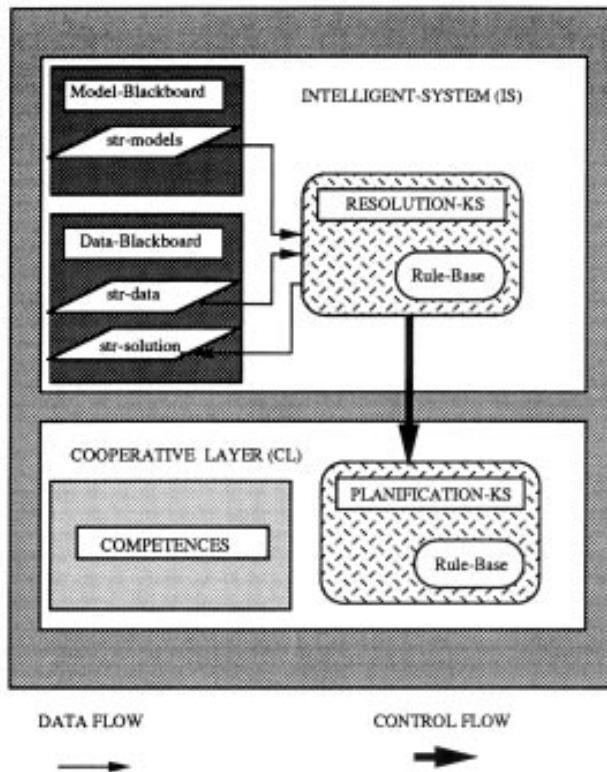 Model-Blackboard
INTELLIGENT-SYSTEM (IS)
str-models
RESOLUTION-KS
Data-Blackboard
Rule-Base
str-data
str-solution
COOPERATIVE LAYER (CL)
PLANIFICATION-KS
COMPETENCES
Rule-Base
DATA FLOW
CONTROL FLOW